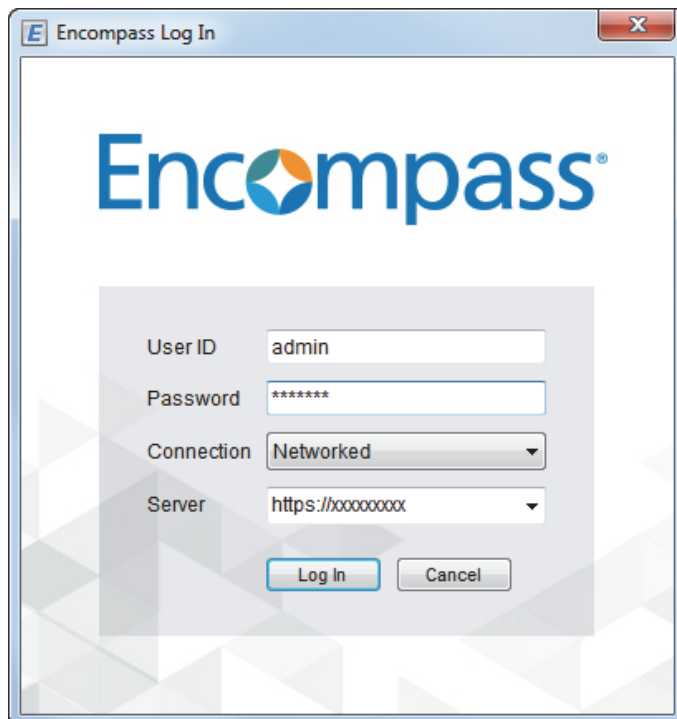 E Encompass Log In
Encompass®
User ID admin
Password *******
Connection Networked
Server https://xxxxxxxxx
Log In Cancel